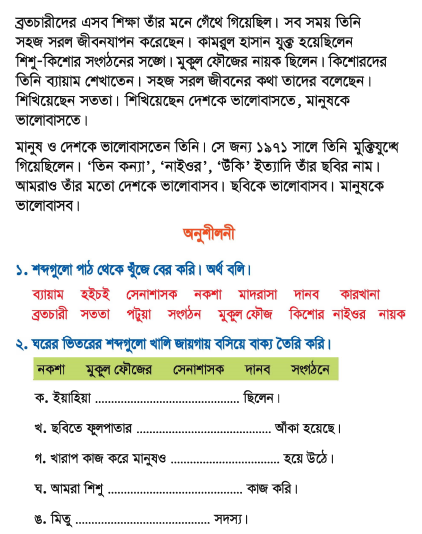 ব্রতচারীদের এসব শিক্ষা তাঁর মনে গেঁথে গিয়েছিল। সব সময় তিনি
সহজ সরল জীবনযাপন করেছেন। কামরুল হাসান যুক্ত হয়েছিলেন
শিশু-কিশোর সংগঠনের সঙ্গে। মুকুল ফৌজের নায়ক ছিলেন। কিশোরদের
তিনি ব্যায়াম শেখাতেন। সহজ সরল জীবনের কথা তাদের বলেছেন।
শিখিয়েছেন সততা। শিখিয়েছেন দেশকে ভালোবাসতে, মানুষকে
ভালোবাসতে।
মানুষ ও দেশকে ভালোবাসতেন তিনি। সে জন্য ১৯৭১ সালে তিনি মুক্তিযুদ্ধে
গিয়েছিলেন। ‘তিন কন্যা’, ‘নাইওর’, ‘উঁকি’ ইত্যাদি তাঁর ছবির নাম।
আমরাও তাঁর মতো দেশকে ভালোবাসব। ছবিকে ভালোবাসব। মানুষকে
ভালোবাসব।
অনুশীলনী
১. শব্দগুলো পাঠ থেকে খুঁজে বের করি। অর্থ বলি।
ব্যায়াম হইচই সেনাশাসক নকশা মাদরাসা দানব কারখানা
ব্রতচারী সততা পটুয়া সংগঠন মুকুল ফৌজ কিশোর নাইওর নায়ক
২. ঘরের ভিতরের শব্দগুলো খালি জায়গায় বসিয়ে বাক্য তৈরি করি।
নকশা মুকুল ফৌজের সেনাশাসক দানব সংগঠনে
ক. ইয়াহিয়া ........................................ ছিলেন।
খ. ছবিতে ফুলপাতার ...................................... আঁকা হয়েছে।
গ. খারাপ কাজ করে মানুষও ............................... হয়ে উঠে।
ঘ. আমরা শিশু ...................................... কাজ করি।
ঙ. মিতু ...................................... সদস্য।